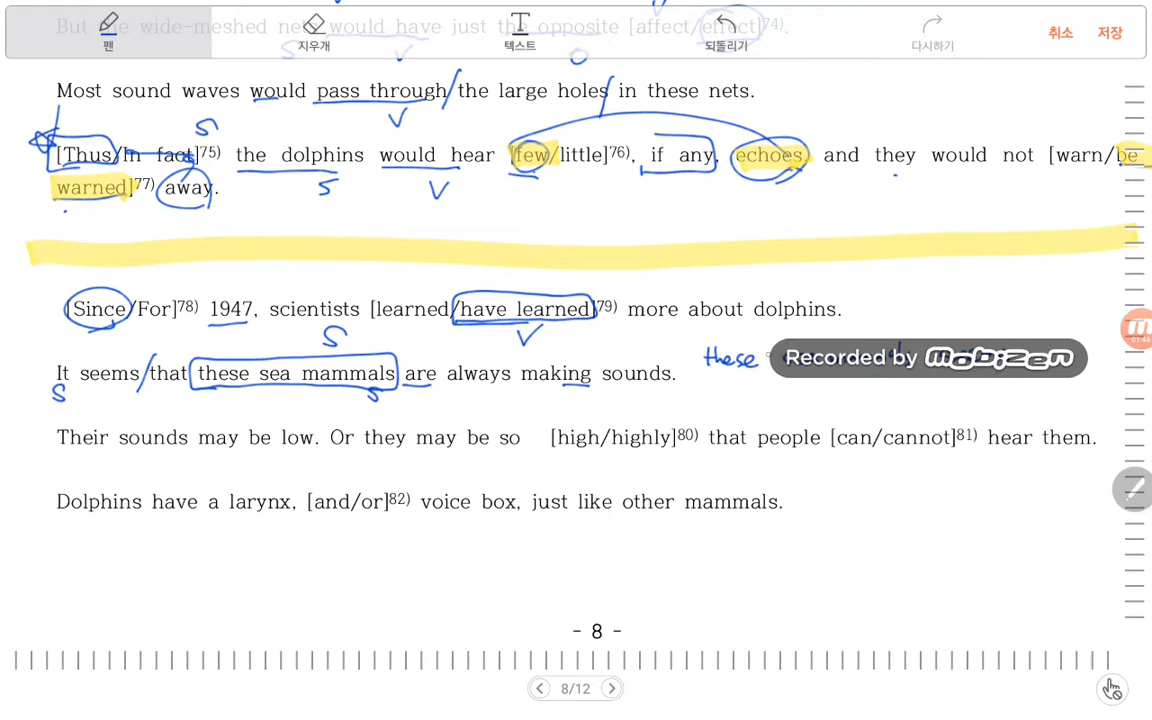 But the wide-meshed nets would have just the opposite [affect/effect]74).
펜
지우개
텍스트
되돌리기
다시하기
취소
저장
Most sound waves would pass through the large holes in these nets.
V
S
[Thus/In fact]75) the dolphins would hear [few/little]76), if any, echoes, and they would not [warn/be
warned]77) away.
S V
[Since/For]78) 1947, scientists [learned/have learned]79) more about dolphins.
S V
these
Recorded by mobizen
01:44
It seems that these sea mammals are always making sounds.
S S
Their sounds may be low. Or they may be so [high/highly]80) that people [can/cannot]81) hear them.
Dolphins have a larynx, [and/or]82) voice box, just like other mammals.
- 8 -
8/12